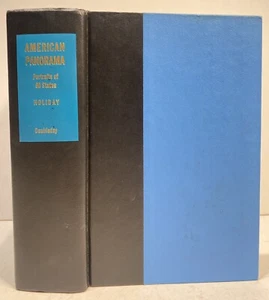 AMERICAN
PANORAMA
Portraits of
50 States
HOLIDAY
Doubleday